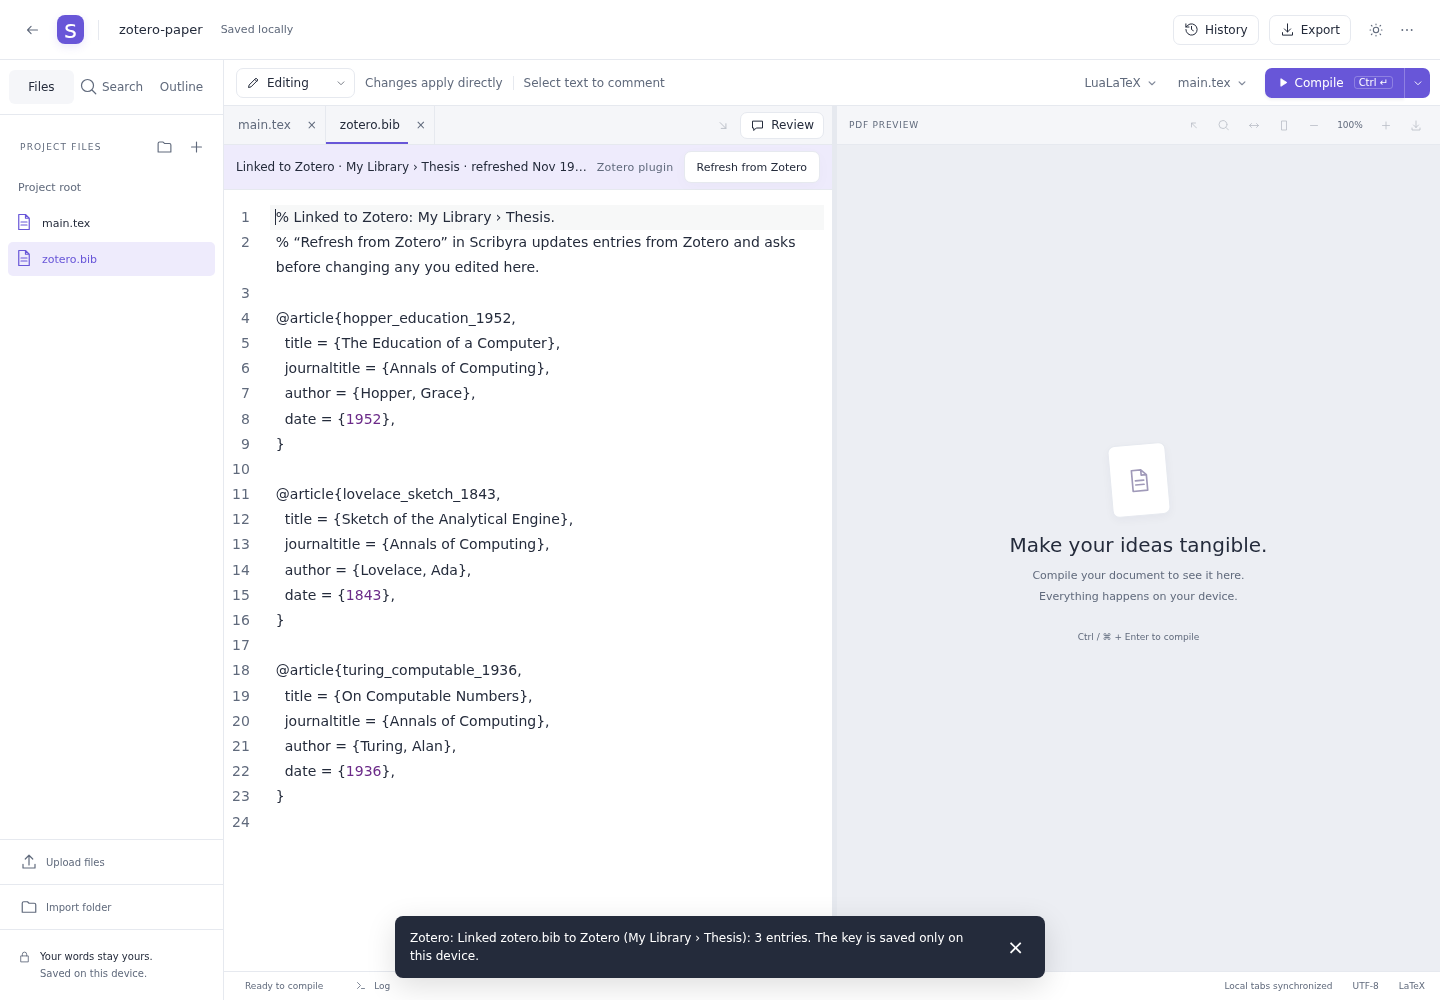 S
zotero-paper
Saved locally
History
Export
Files
Search
Outline
Editing
Changes apply directly
Select text to comment
LuaLaTeX
main.tex
Compile
Ctrl ↵
PROJECT FILES
Project root
main.tex
zotero.bib
Upload files
Import folder
Your words stay yours.
Saved on this device.
main.tex ×
zotero.bib ×
Review
Linked to Zotero · My Library › Thesis · refreshed Nov 19…
Zotero plugin
Refresh from Zotero
1 % Linked to Zotero: My Library › Thesis.
2 % “Refresh from Zotero” in Scribyra updates entries from Zotero and asks
before changing any you edited here.
3
4 @article{hopper_education_1952,
5 title = {The Education of a Computer},
6 journaltitle = {Annals of Computing},
7 author = {Hopper, Grace},
8 date = {1952},
9 }
10
11 @article{lovelace_sketch_1843,
12 title = {Sketch of the Analytical Engine},
13 journaltitle = {Annals of Computing},
14 author = {Lovelace, Ada},
15 date = {1843},
16 }
17
18 @article{turing_computable_1936,
19 title = {On Computable Numbers},
20 journaltitle = {Annals of Computing},
21 author = {Turing, Alan},
22 date = {1936},
23 }
24
PDF PREVIEW
100%
Make your ideas tangible.
Compile your document to see it here.
Everything happens on your device.
Ctrl / ⌘ + Enter to compile
Zotero: Linked zotero.bib to Zotero (My Library › Thesis): 3 entries. The key is saved only on
this device.
Ready to compile
Log
Local tabs synchronized
UTF-8
LaTeX